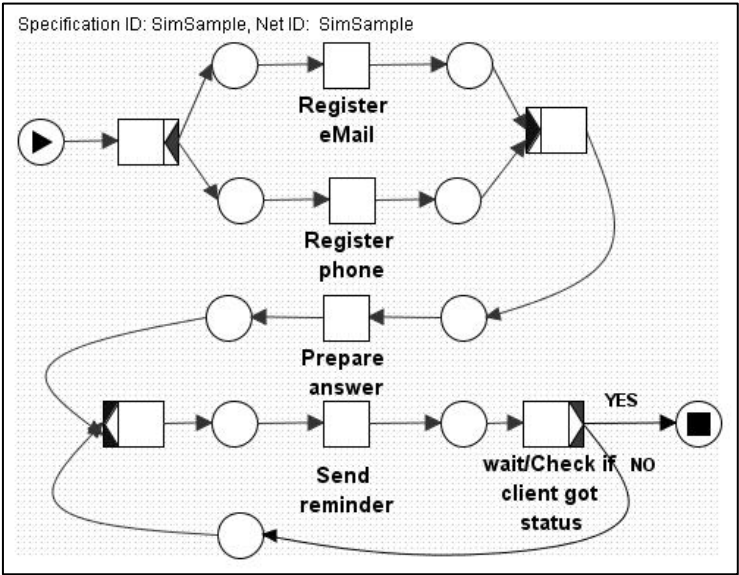 Specification ID: SimSample, Net ID: SimSample
Register
eMail
Register
phone
Prepare
answer
YES
Send
reminder
wait/Check if
NO
client got
status